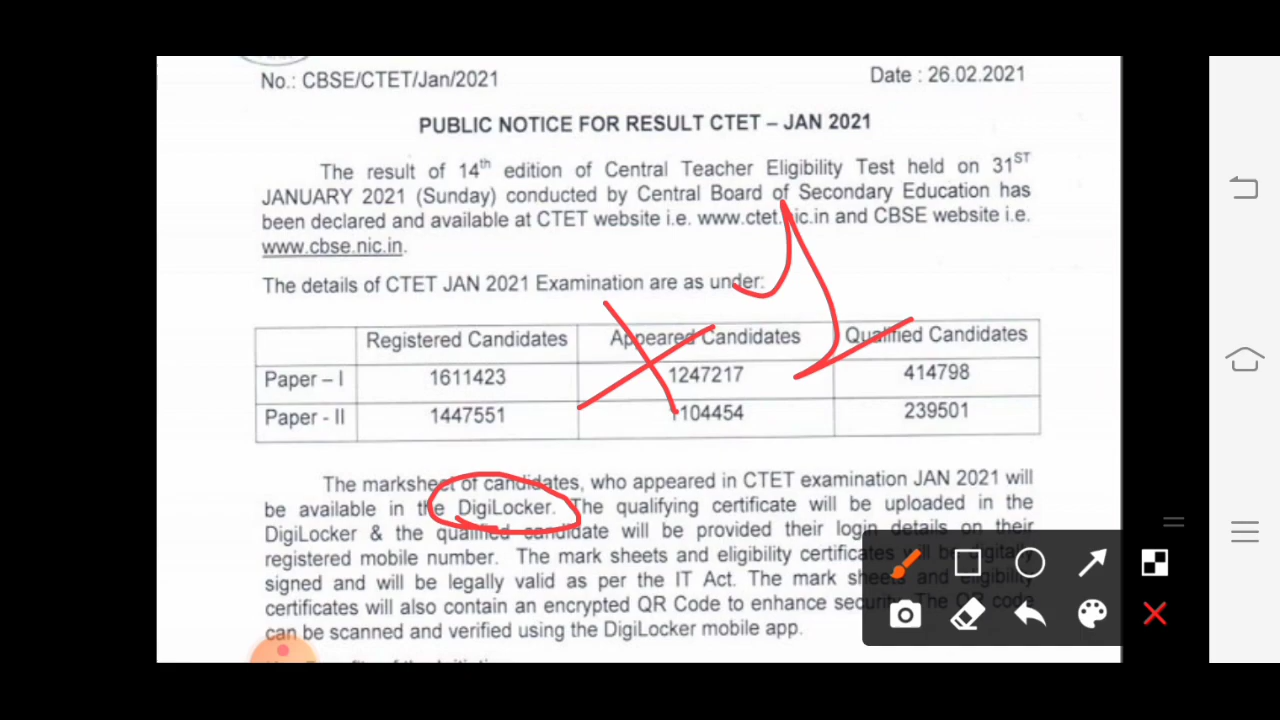 No.: CBSE/CTET/Jan/2021 Date : 26.02.2021
PUBLIC NOTICE FOR RESULT CTET – JAN 2021
The result of 14th edition of Central Teacher Eligibility Test held on 31ST
JANUARY 2021 (Sunday) conducted by Central Board of Secondary Education has
been declared and available at CTET website i.e. www.ctet.nic.in and CBSE website i.e.
www.cbse.nic.in.
The details of CTET JAN 2021 Examination are as under:
Registered Candidates Appeared Candidates Qualified Candidates
Paper – I 1611423 1247217 414798
Paper - II 1447551 1104454 239501
The marksheet of candidates, who appeared in CTET examination JAN 2021 will
be available in the DigiLocker. The qualifying certificate will be uploaded in the
DigiLocker & the qualified candidate will be provided their login details on their
registered mobile number. The mark sheets and eligibility certificates will be digitally
signed and will be legally valid as per the IT Act. The mark sheets and eligibility
certificates will also contain an encrypted QR Code to enhance security. The QR code
can be scanned and verified using the DigiLocker mobile app.